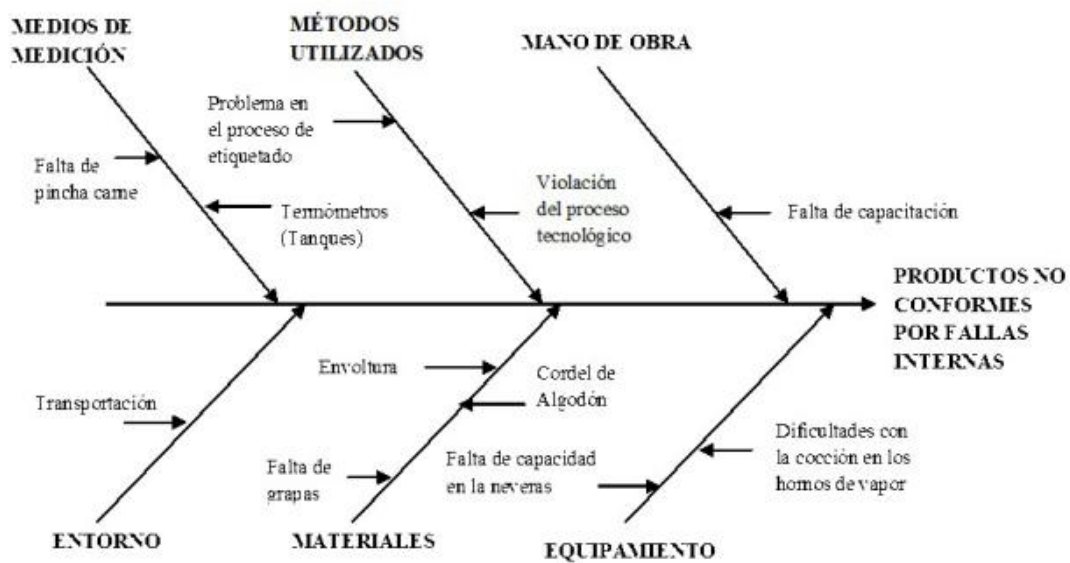 MEDIOS DE
MEDICIÓN
MÉTODOS
UTILIZADOS
MANO DE OBRA
Problema en
el proceso de
etiquetado
Falta de
pincha carne
Termómetros
(Tanques)
Violación
del proceso
tecnológico
Falta de capacitación
PRODUCTOS NO
CONFORMES
POR FALLAS
INTERNAS
Transportación
Envoltura
Cordel de
Algodón
Falta de
grapas
Falta de capacidad
en la neveras
Dificultades con
la cocción en los
hornos de vapor
ENTORNO
MATERIALES
EQUIPAMIENTO